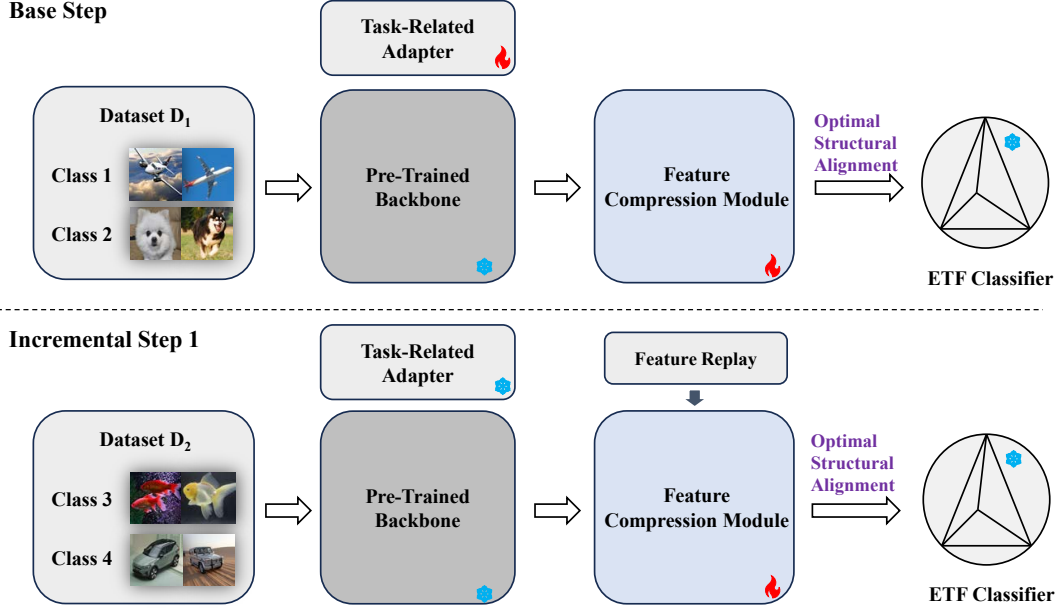 Base Step
Task-Related
Adapter
Dataset D₁
Class 1
Class 2
Pre-Trained
Backbone
Feature
Compression Module
Optimal
Structural
Alignment
ETF Classifier
Incremental Step 1
Task-Related
Adapter
Feature Replay
Dataset D₂
Class 3
Class 4
Pre-Trained
Backbone
Feature
Compression Module
Optimal
Structural
Alignment
ETF Classifier